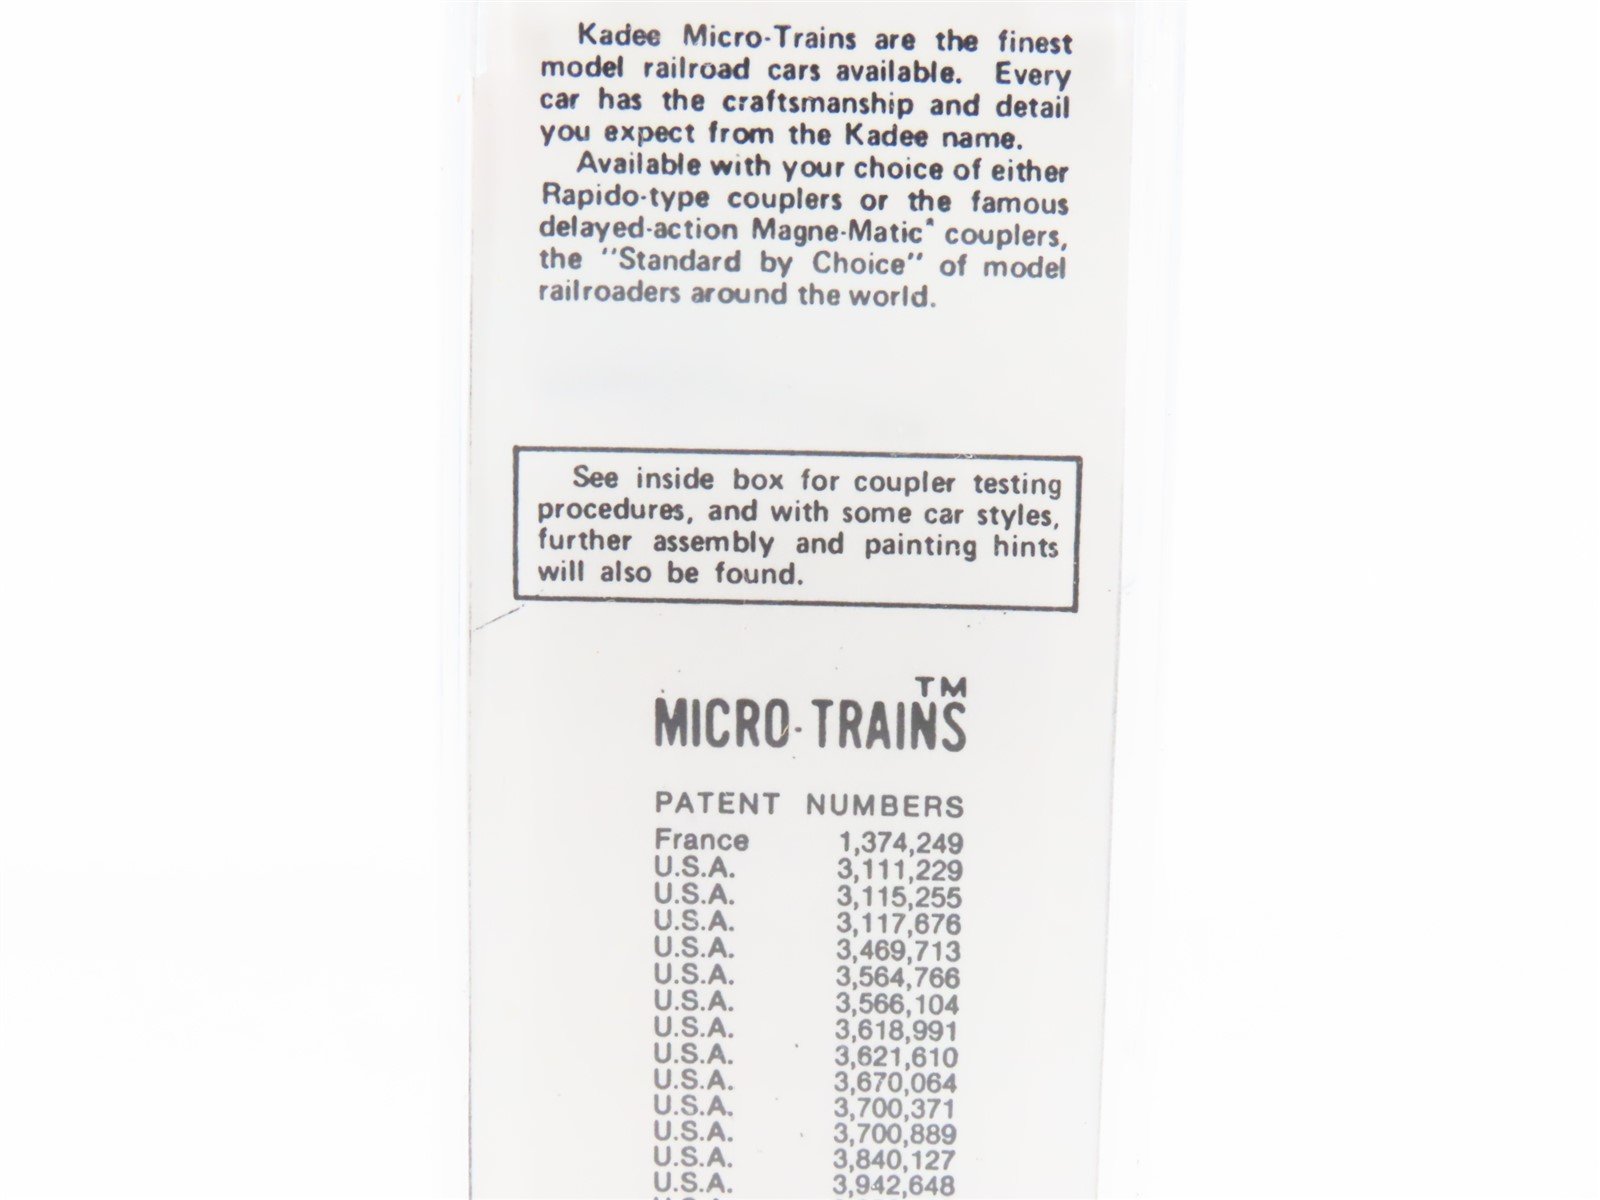 Kadee Micro-Trains are the finest
model railroad cars available. Every
car has the craftsmanship and detail
you expect from the Kadee name.
Available with your choice of either
Rapido-type couplers or the famous
delayed-action Magne-Matic* couplers,
the "Standard by Choice" of model
railroaders around the world.
See inside box for coupler testing
procedures, and with some car styles,
further assembly and painting hints
will also be found.
MICRO-TRAINS™
PATENT NUMBERS
France 1,374,249
U.S.A. 3,111,229
U.S.A. 3,115,255
U.S.A. 3,117,676
U.S.A. 3,469,713
U.S.A. 3,564,766
U.S.A. 3,566,104
U.S.A. 3,618,991
U.S.A. 3,621,610
U.S.A. 3,670,064
U.S.A. 3,700,371
U.S.A. 3,700,889
U.S.A. 3,840,127
U.S.A. 3,942,648